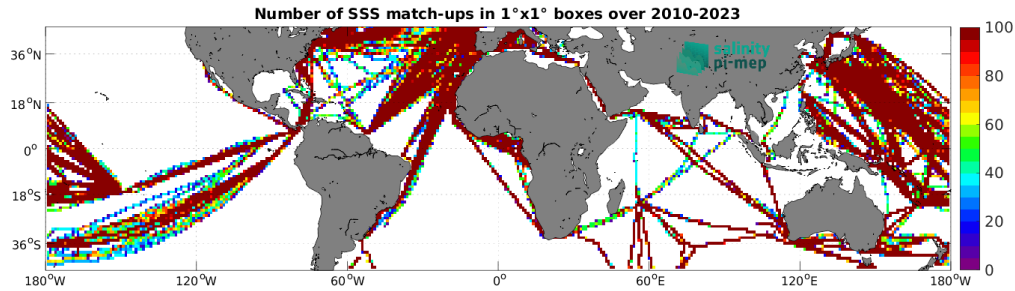 Number of SSS match-ups in 1°x1° boxes over 2010-2023
salinity
pi-mep
36°N
18°N
0°
18°S
36°S
180°W
120°W
60°W
0°
60°E
120°E
180°W
100
80
60
40
20
0